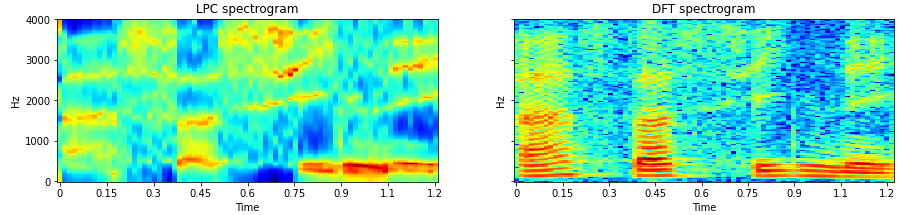 LPC spectrogram
4000
3000
2000
1000
0
Hz
0 0.15 0.3 0.45 0.6 0.75 0.9 1.1 1.2
Time
DFT spectrogram
Hz
0 0.15 0.3 0.45 0.6 0.75 0.9 1.1 1.2
Time